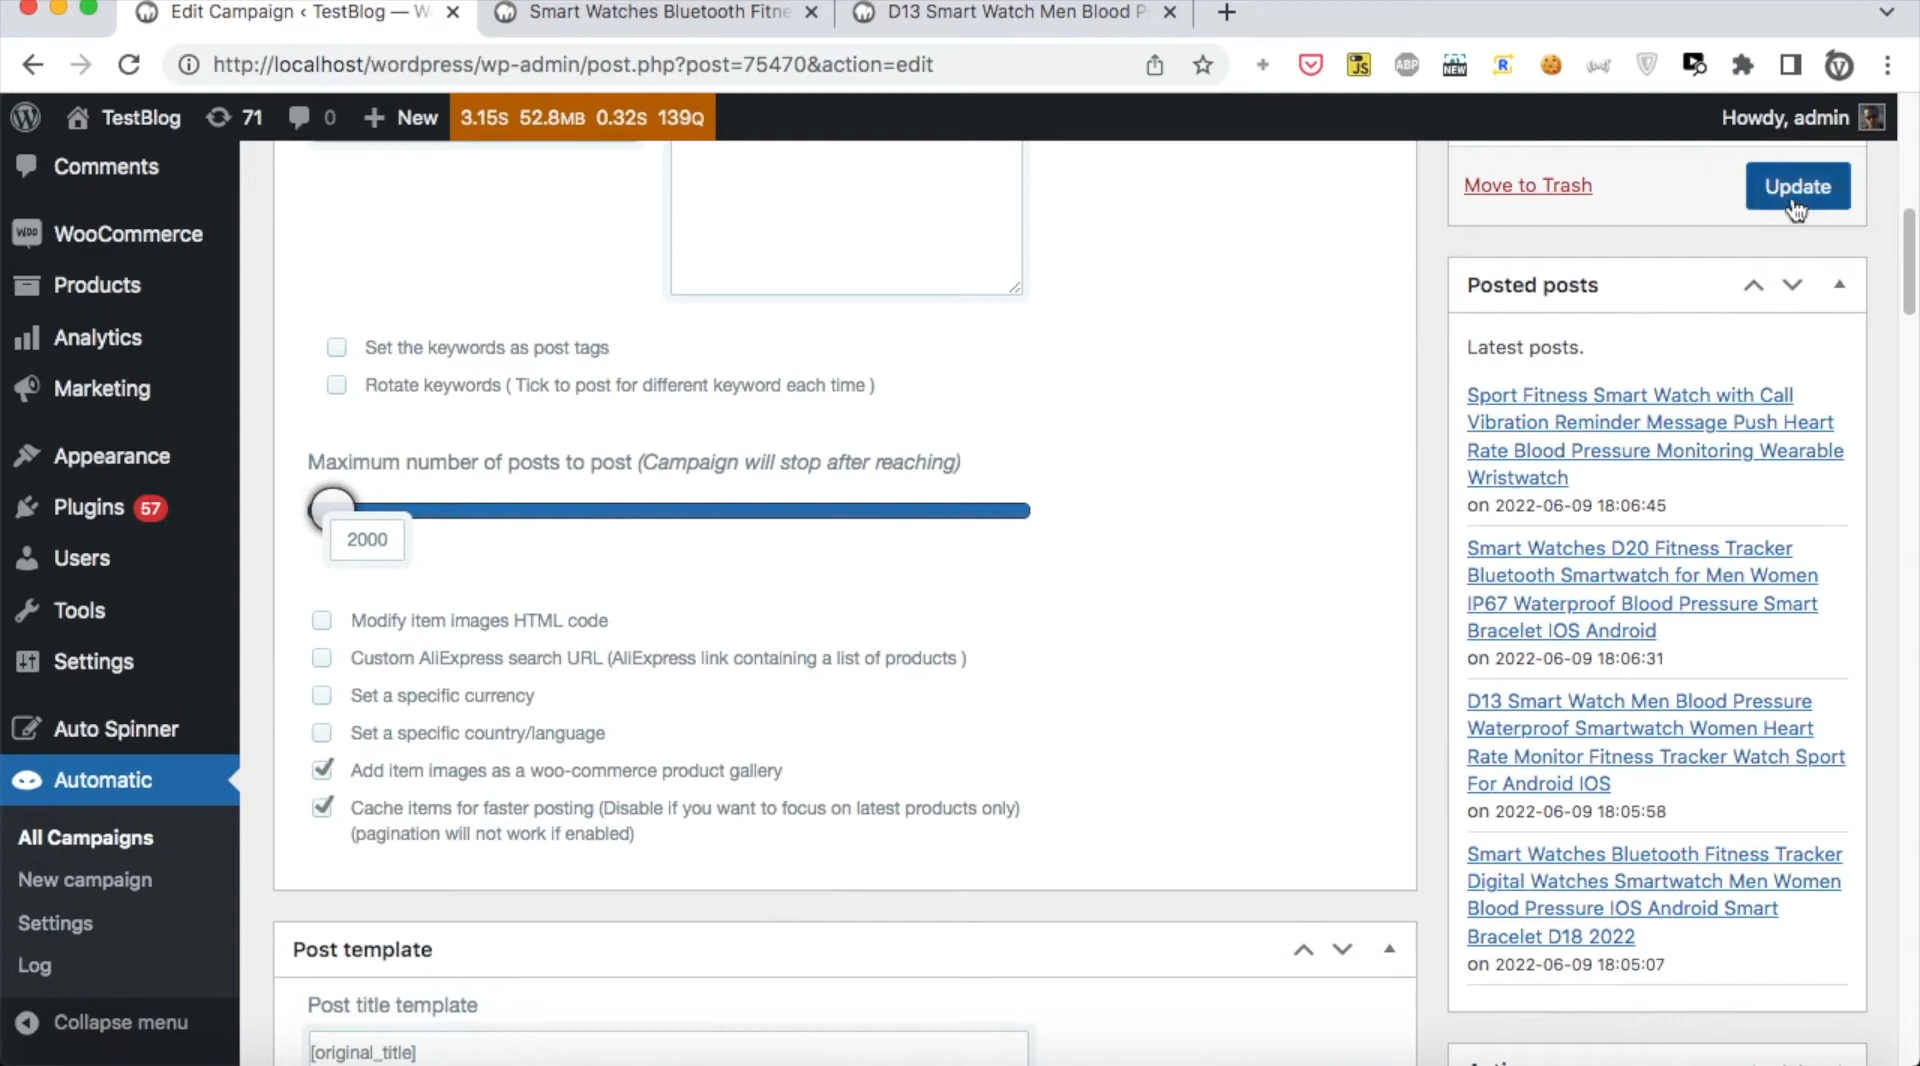 Edit Campaign ‹ TestBlog — W
Smart Watches Bluetooth Fitne
D13 Smart Watch Men Blood P
http://localhost/wordpress/wp-admin/post.php?post=75470&action=edit
JS
ABP
NEW
R
TestBlog
71
0
New
3.15S 52.8MB 0.32S 139Q
Howdy, admin
Comments
WooCommerce
Products
Analytics
Marketing
Appearance
Plugins 57
Users
Tools
Settings
Auto Spinner
Automatic
All Campaigns
New campaign
Settings
Log
Collapse menu
Set the keywords as post tags
Rotate keywords ( Tick to post for different keyword each time )
Maximum number of posts to post (Campaign will stop after reaching)
2000
Modify item images HTML code
Custom AliExpress search URL (AliExpress link containing a list of products )
Set a specific currency
Set a specific country/language
Add item images as a woo-commerce product gallery
Cache items for faster posting (Disable if you want to focus on latest products only)
(pagination will not work if enabled)
Post template
Post title template
[original_title]
Move to Trash
Update
Posted posts
Latest posts.
Sport Fitness Smart Watch with Call
Vibration Reminder Message Push Heart
Rate Blood Pressure Monitoring Wearable
Wristwatch
on 2022-06-09 18:06:45
Smart Watches D20 Fitness Tracker
Bluetooth Smartwatch for Men Women
IP67 Waterproof Blood Pressure Smart
Bracelet IOS Android
on 2022-06-09 18:06:31
D13 Smart Watch Men Blood Pressure
Waterproof Smartwatch Women Heart
Rate Monitor Fitness Tracker Watch Sport
For Android IOS
on 2022-06-09 18:05:58
Smart Watches Bluetooth Fitness Tracker
Digital Watches Smartwatch Men Women
Blood Pressure IOS Android Smart
Bracelet D18 2022
on 2022-06-09 18:05:07